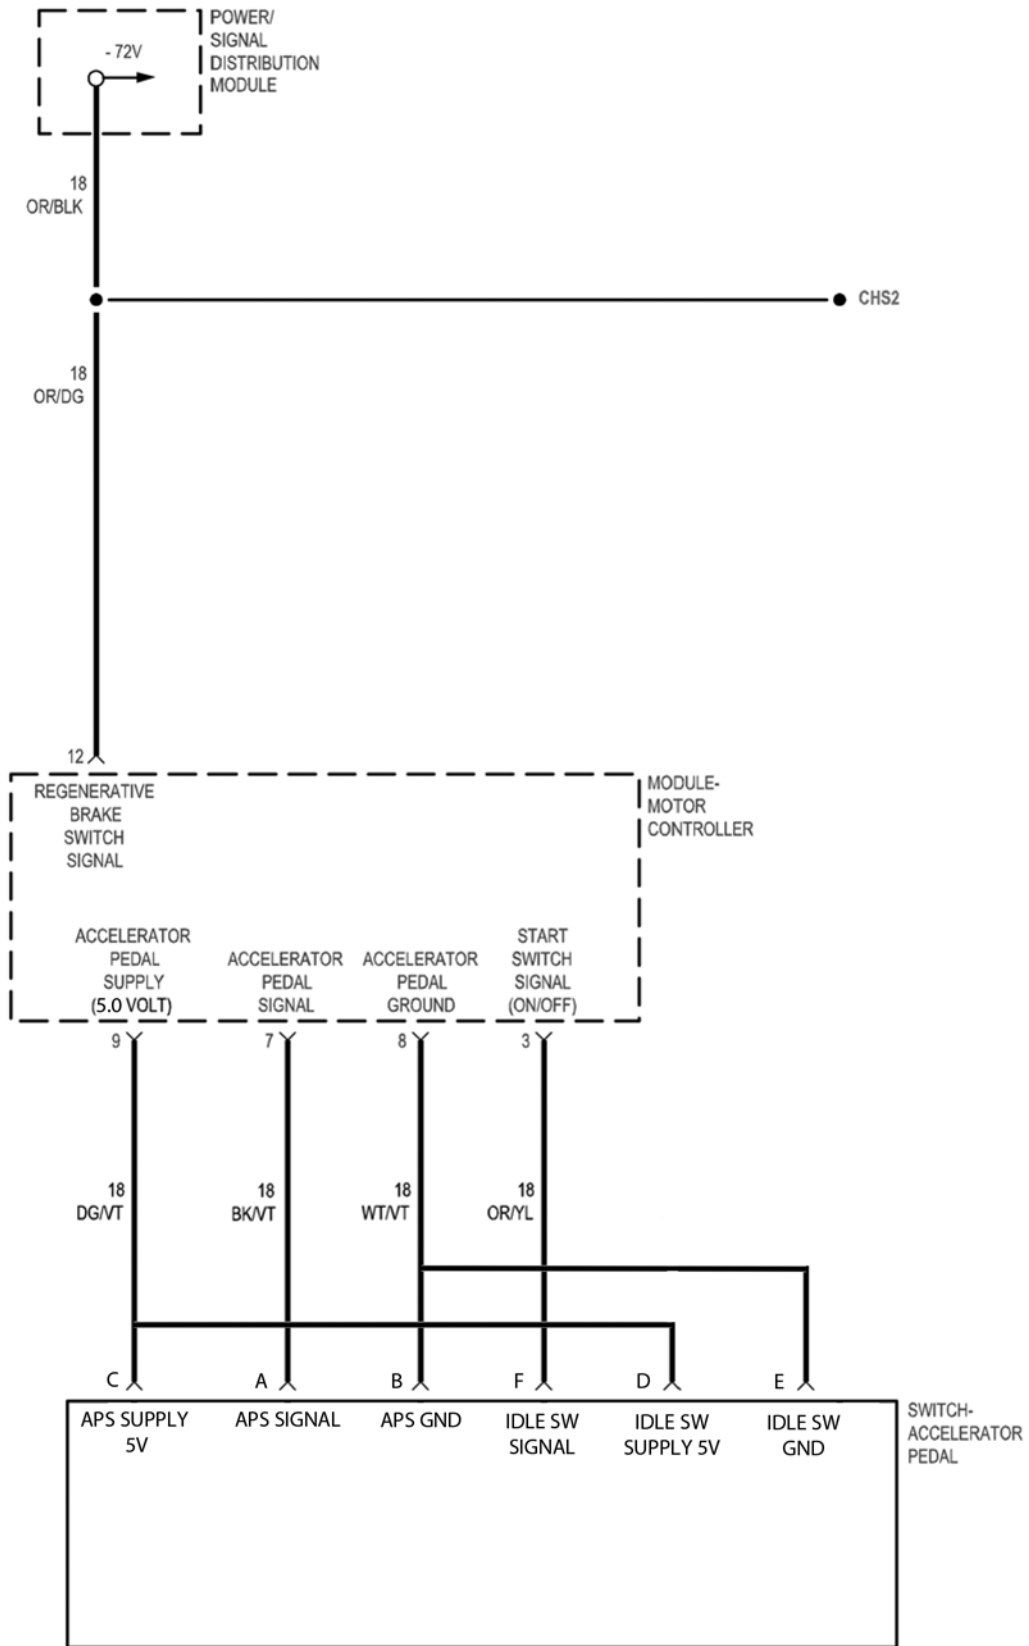 POWER/
SIGNAL
DISTRIBUTION
MODULE
- 72V
18
OR/BLK
CHS2
18
OR/DG
12
REGENERATIVE
BRAKE
SWITCH
SIGNAL
MODULE-
MOTOR
CONTROLLER
ACCELERATOR
PEDAL
SUPPLY
(5.0 VOLT)
ACCELERATOR
PEDAL
SIGNAL
ACCELERATOR
PEDAL
GROUND
START
SWITCH
SIGNAL
(ON/OFF)
9
7
8
3
18
DG/VT
18
BK/VT
18
WT/VT
18
OR/YL
C
A
B
F
D
E
APS SUPPLY
5V
APS SIGNAL
APS GND
IDLE SW
SIGNAL
IDLE SW
SUPPLY 5V
IDLE SW
GND
SWITCH-
ACCELERATOR
PEDAL